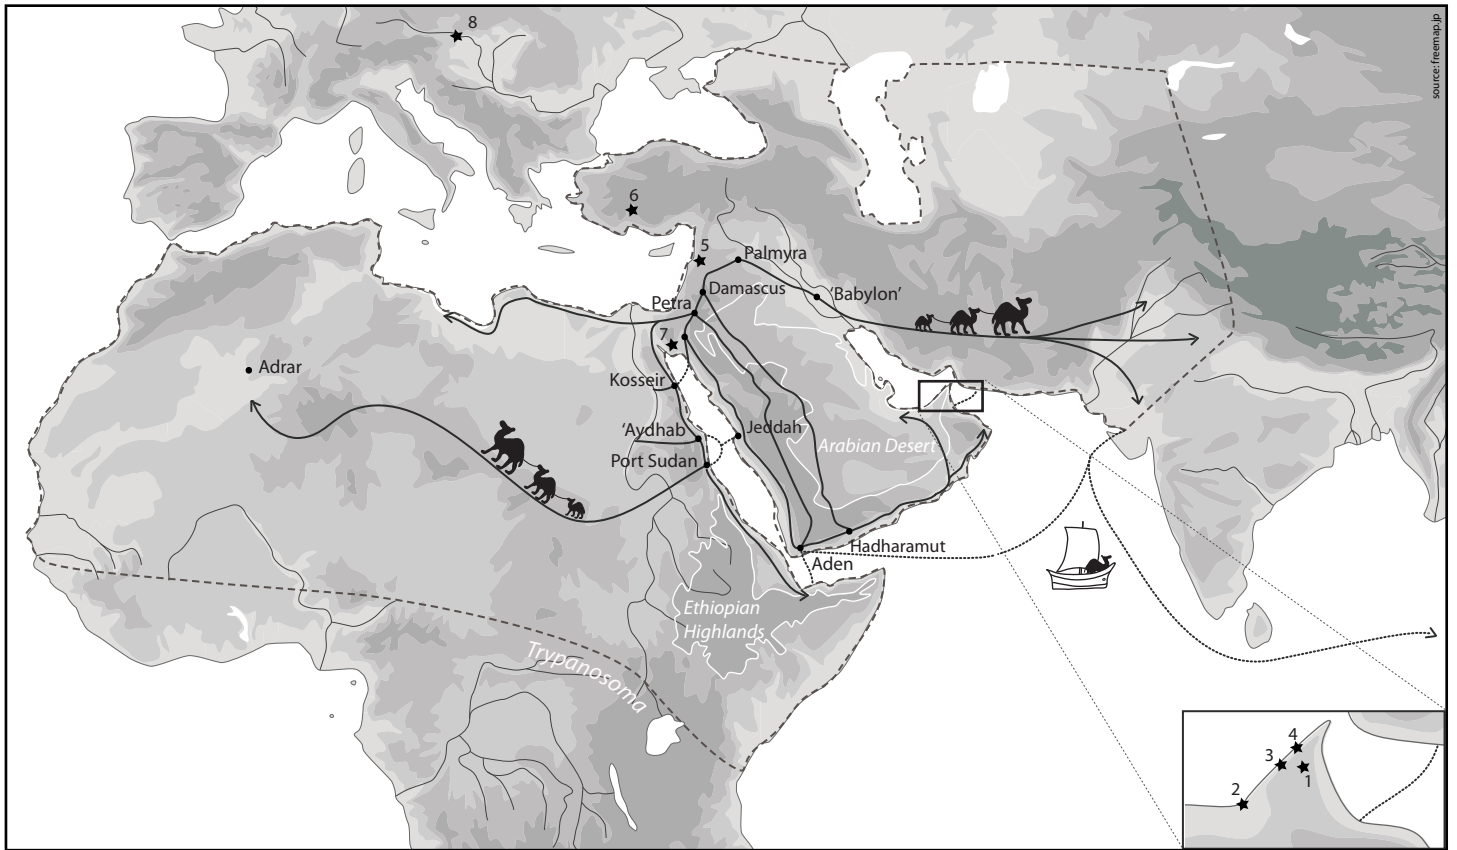 source: freemap.jp
8
6
5
Palmyra
Damascus
'Babylon'
Petra
7
Adrar
Kosseir
'Aydhab
Jeddah
Arabian Desert
Port Sudan
Hadharamut
Aden
Ethiopian
Highlands
Trypanosoma
4
3
1
2